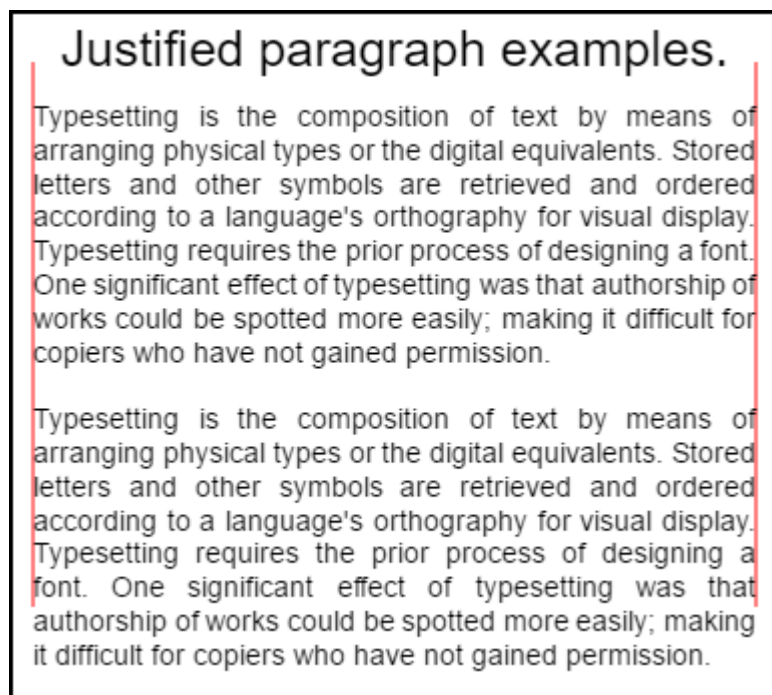 Justified paragraph examples.
Typesetting is the composition of text by means of
arranging physical types or the digital equivalents. Stored
letters and other symbols are retrieved and ordered
according to a language's orthography for visual display.
Typesetting requires the prior process of designing a font.
One significant effect of typesetting was that authorship of
works could be spotted more easily; making it difficult for
copiers who have not gained permission.
Typesetting is the composition of text by means of
arranging physical types or the digital equivalents. Stored
letters and other symbols are retrieved and ordered
according to a language's orthography for visual display.
Typesetting requires the prior process of designing a
font. One significant effect of typesetting was that
authorship of works could be spotted more easily; making
it difficult for copiers who have not gained permission.